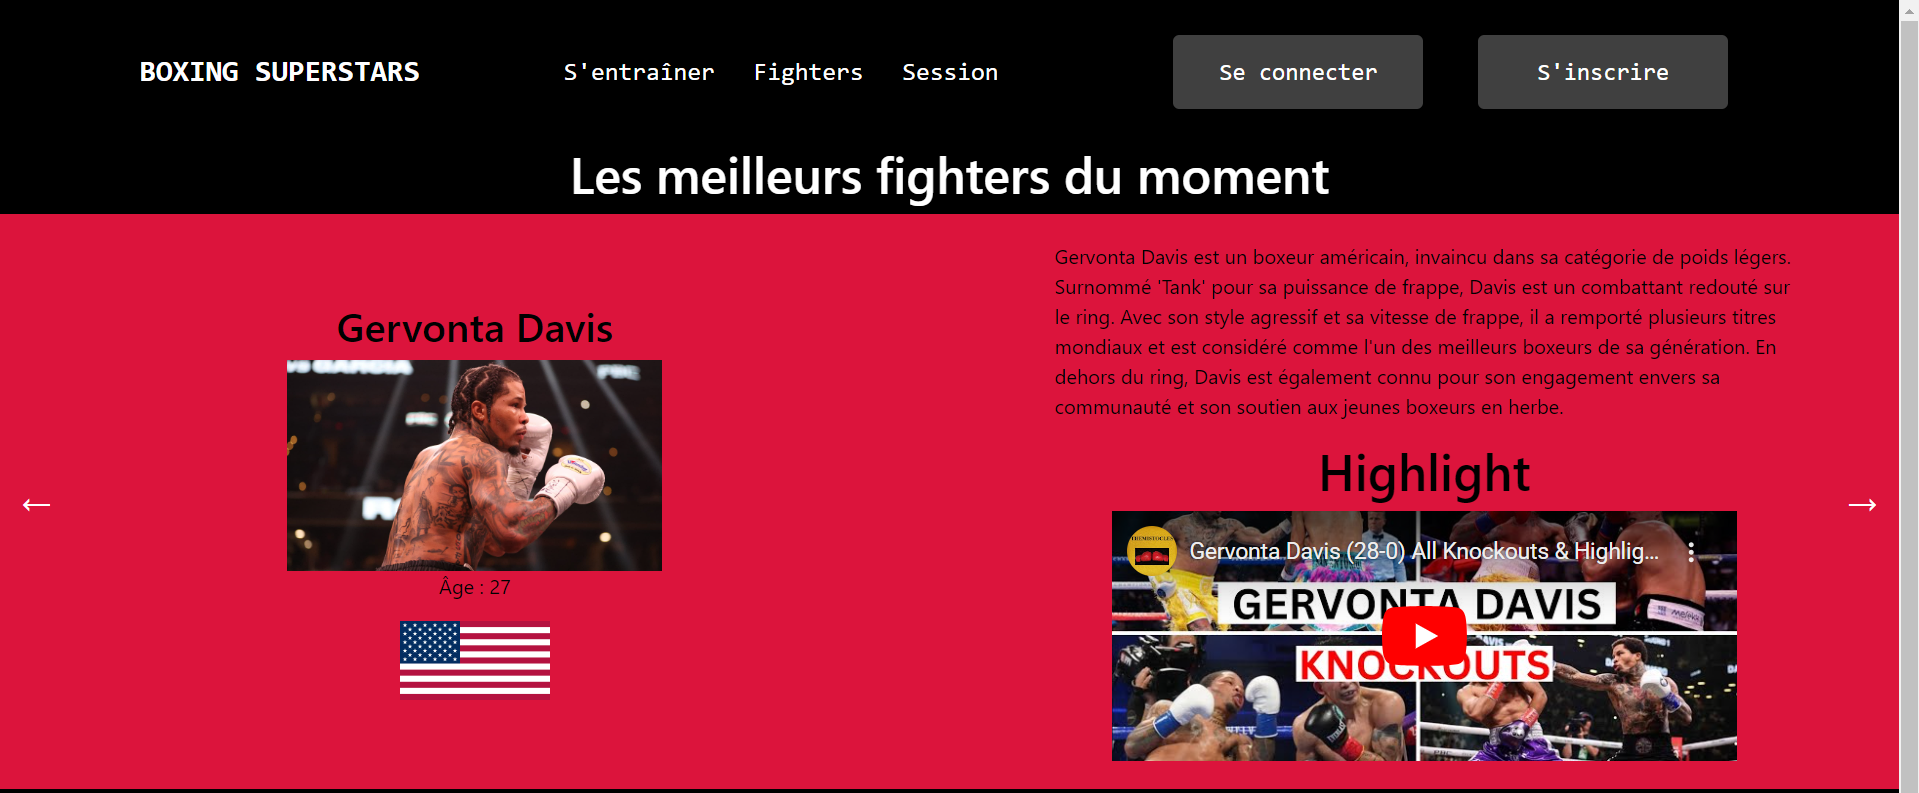 BOXING SUPERSTARS
S'entraîner
Fighters
Session
Se connecter
S'inscrire
Les meilleurs fighters du moment
Gervonta Davis
Âge : 27
←
→
Gervonta Davis est un boxeur américain, invaincu dans sa catégorie de poids légers.
Surnommé 'Tank' pour sa puissance de frappe, Davis est un combattant redouté sur
le ring. Avec son style agressif et sa vitesse de frappe, il a remporté plusieurs titres
mondiaux et est considéré comme l'un des meilleurs boxeurs de sa génération. En
dehors du ring, Davis est également connu pour son engagement envers sa
communauté et son soutien aux jeunes boxeurs en herbe.
Highlight
THEMISTOCLES
Gervonta Davis (28-0) All Knockouts & Highlig...
GERVONTA DAVIS
KNOCKOUTS